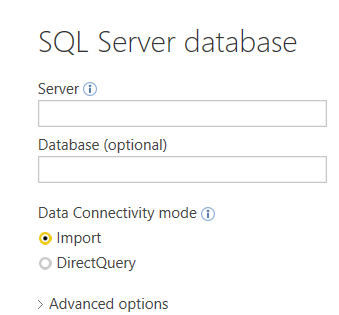 SQL Server database
Server
Database (optional)
Data Connectivity mode
Import
DirectQuery
Advanced options